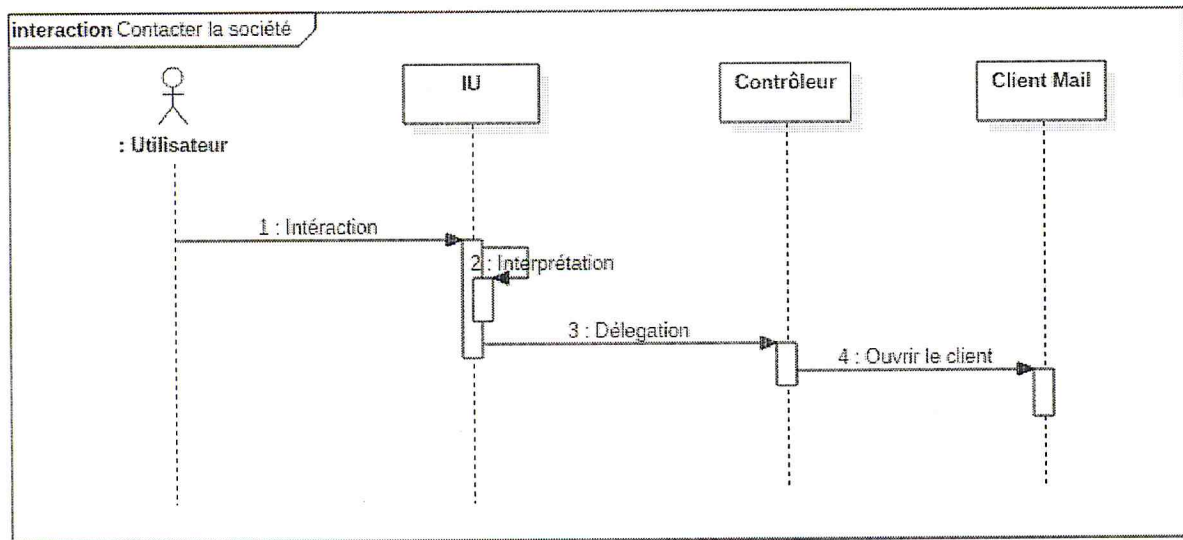 interaction Contacter la société
: Utilisateur
IU
Contrôleur
Client Mail
1 : Intéraction
2 : Interprétation
3 : Délegation
4 : Ouvrir le client